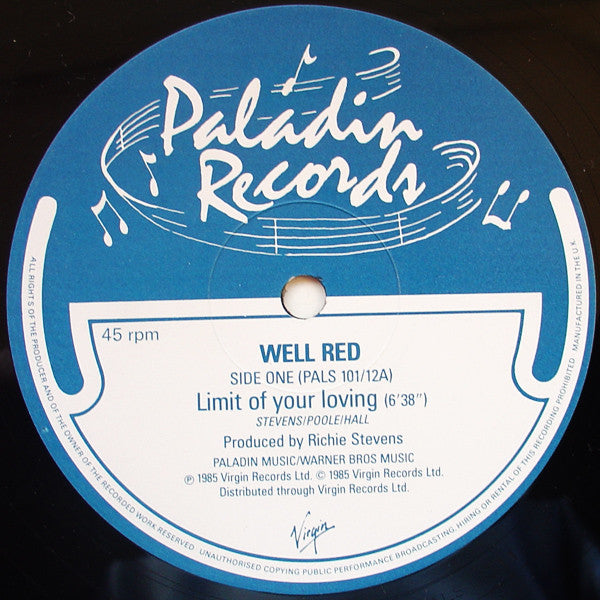 Paladin
Records
45 rpm
WELL RED
SIDE ONE (PALS 101/12A)
Limit of your loving (6'38")
STEVENS/POOLE/HALL
Produced by Richie Stevens
PALADIN MUSIC/WARNER BROS MUSIC
℗ 1985 Virgin Records Ltd. © 1985 Virgin Records Ltd.
Distributed through Virgin Records Ltd.
Virgin
ALL RIGHTS OF THE PRODUCER AND OF THE OWNER OF THE RECORDED WORK RESERVED. UNAUTHORISED COPYING PUBLIC PERFORMANCE BROADCASTING, HIRING OR RENTAL OF THIS RECORDING PROHIBITED. MANUFACTURED IN THE U.K.